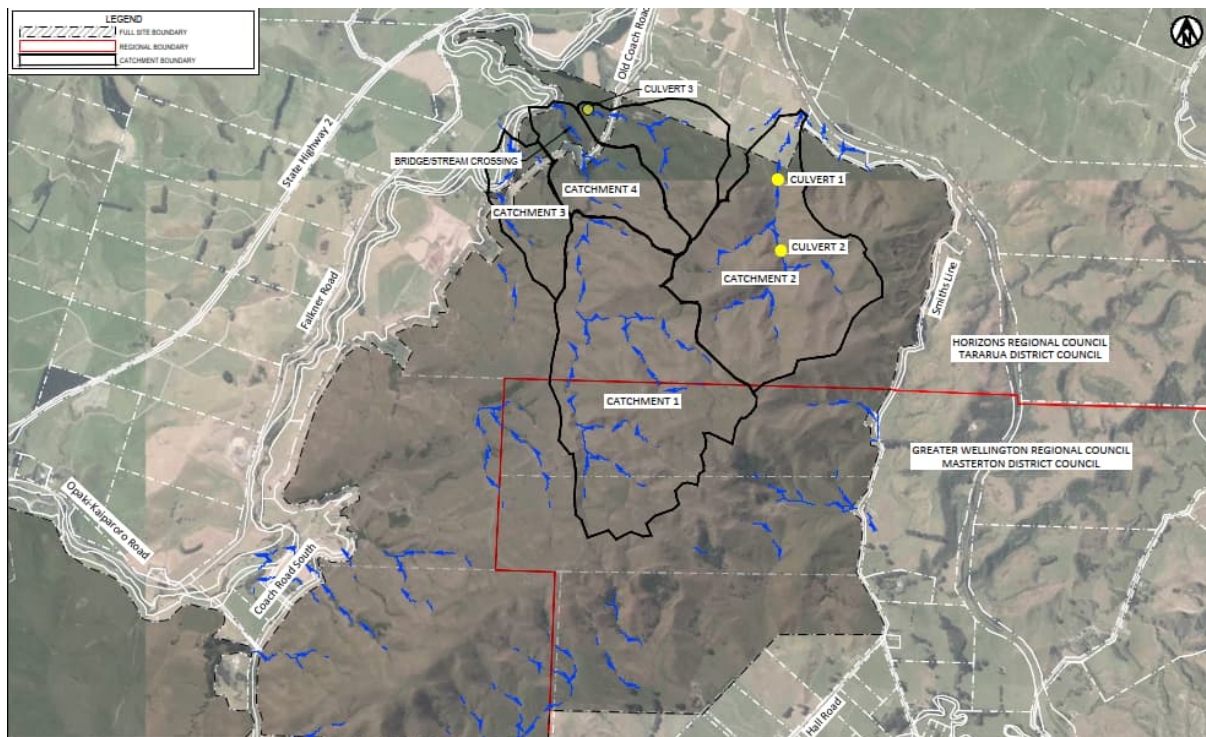 LEGEND
FULL SITE BOUNDARY
REGIONAL BOUNDARY
CATCHMENT BOUNDARY
Old Coach Road
CULVERT 3
State Highway 2
BRIDGE/STREAM CROSSING
CATCHMENT 4
CULVERT 1
CATCHMENT 3
CULVERT 2
CATCHMENT 2
Falkner Road
Smiths Line
HORIZONS REGIONAL COUNCIL
TARARUA DISTRICT COUNCIL
CATCHMENT 1
GREATER WELLINGTON REGIONAL COUNCIL
MASTERTON DISTRICT COUNCIL
Opaki-Kaiparoro Road
Coach Road South
Hall Road